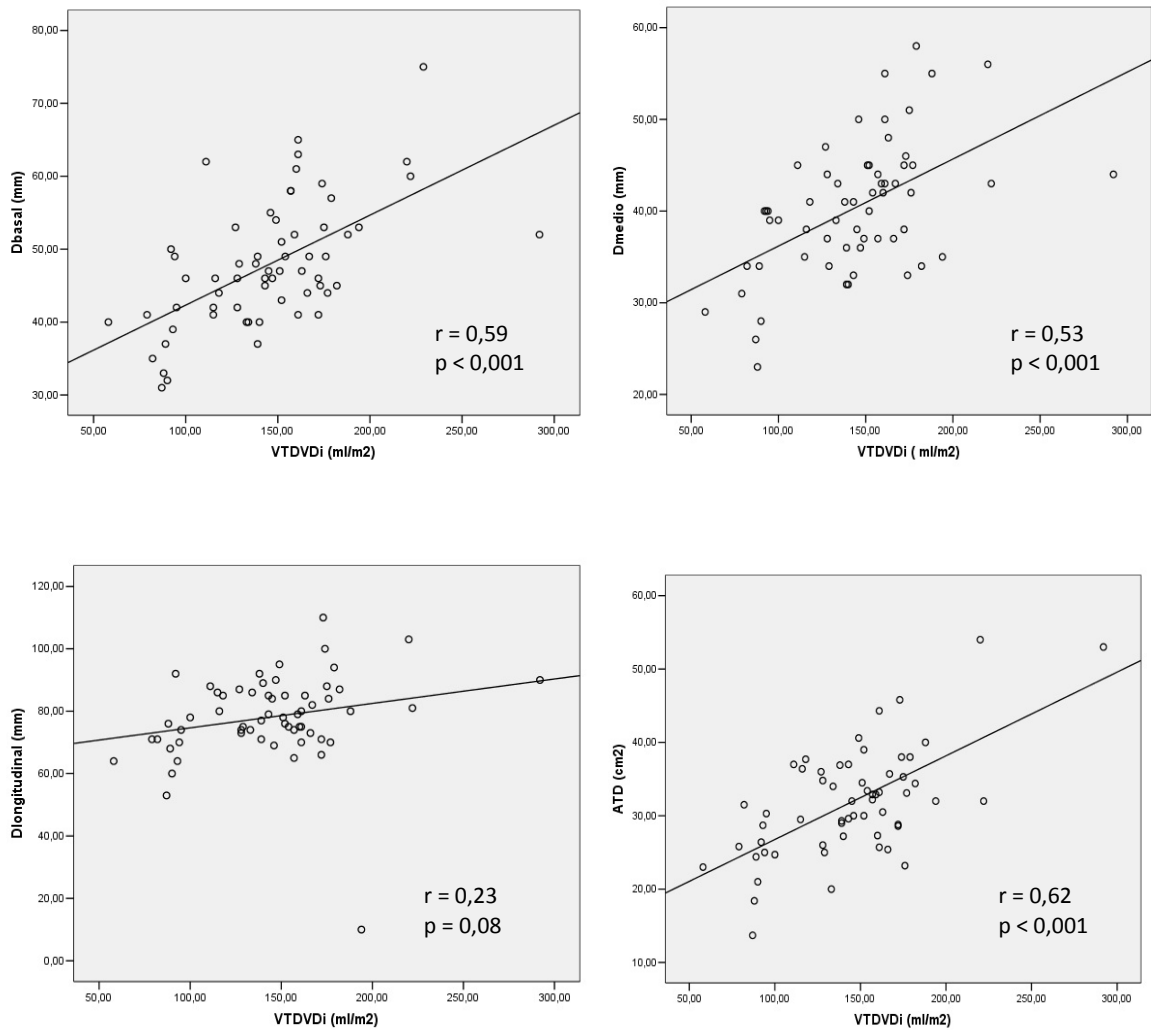 80,00
70,00
60,00
50,00
40,00
30,00
Dbasal (mm)
r = 0,59
p < 0,001
50,00 100,00 150,00 200,00 250,00 300,00
VTDVDi (ml/m2)
60,00
50,00
40,00
30,00
20,00
Dmedio (mm)
r = 0,53
p < 0,001
50,00 100,00 150,00 200,00 250,00 300,00
VTDVDi ( ml/m2)
120,00
100,00
80,00
60,00
40,00
20,00
0,00
Dlongitudinal (mm)
r = 0,23
p = 0,08
50,00 100,00 150,00 200,00 250,00 300,00
VTDVDi (ml/m2)
60,00
50,00
40,00
30,00
20,00
10,00
ATD (cm2)
r = 0,62
p < 0,001
50,00 100,00 150,00 200,00 250,00 300,00
VTDVDi (ml/m2)